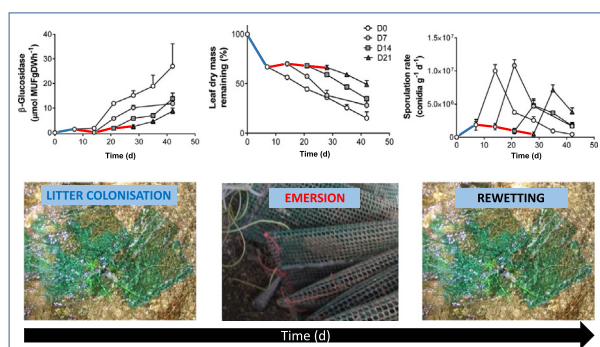 β-Glucosidase
(μmol MUFgDWh⁻¹)
40
30
20
10
0
0
10
20
30
40
50
Time (d)
Leaf dry mass
remaining (%)
100
50
0
0
10
20
30
40
50
Time (d)
D0
D7
D14
D21
Sporulation rate
(conidia g⁻¹ d⁻¹)
1.5×10⁷
1.0×10⁷
5.0×10⁶
0
10
20
30
40
50
Time (d)
LITTER COLONISATION
EMERSION
REWETTING
Time (d)